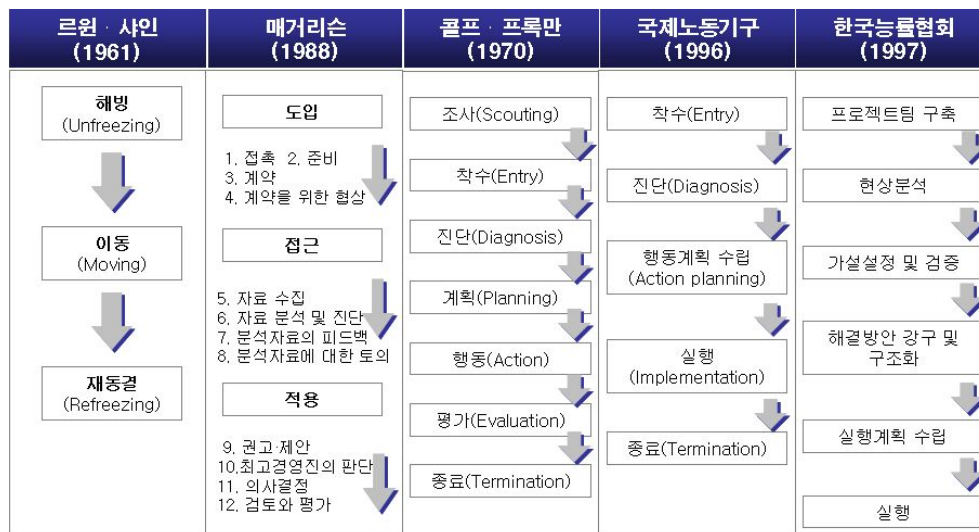 르윈 · 샤인
(1961)
해빙
(Unfreezing)
이동
(Moving)
재동결
(Refreezing)
매거리슨
(1988)
도입
1. 접촉 2. 준비
3. 계약
4. 계약을 위한 협상
접근
5. 자료 수집
6. 자료 분석 및 진단
7. 분석자료의 피드백
8. 분석자료에 대한 토의
적용
9. 권고·제안
10.최고경영진의 판단
11. 의사결정
12. 검토와 평가
콜프 · 프록만
(1970)
조사(Scouting)
착수(Entry)
진단(Diagnosis)
계획(Planning)
행동(Action)
평가(Evaluation)
종료(Termination)
국제노동기구
(1996)
착수(Entry)
진단(Diagnosis)
행동계획 수립
(Action planning)
실행
(Implementation)
종료(Termination)
한국능률협회
(1997)
프로젝트팀 구축
현상분석
가설설정 및 검증
해결방안 강구 및
구조화
실행계획 수립
실행